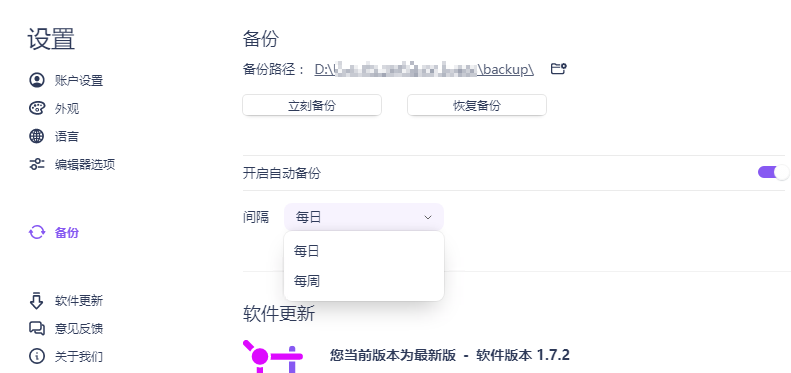 设置
账户设置
外观
语言
编辑器选项
备份
软件更新
意见反馈
关于我们
备份
备份路径： D:\ \backup\
立刻备份 恢复备份
开启自动备份
间隔 每日
每日
每周
软件更新
您当前版本为最新版 - 软件版本 1.7.2